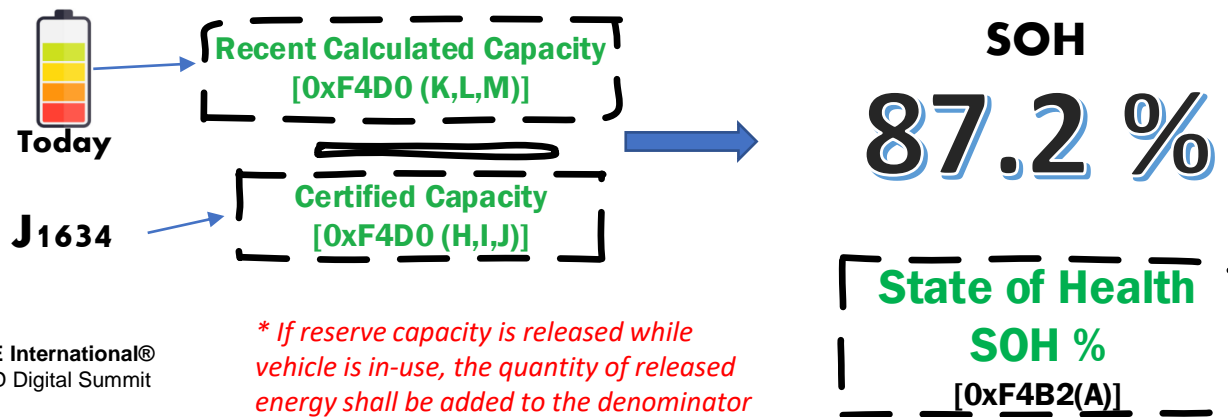 Recent Calculated Capacity
[0xF4D0 (K,L,M)]
Today
J1634
Certified Capacity
[0xF4D0 (H,I,J)]
SOH
87.2 %
State of Health
SOH %
[0xF4B2(A)]
* If reserve capacity is released while
vehicle is in-use, the quantity of released
energy shall be added to the denominator
International®
Digital Summit